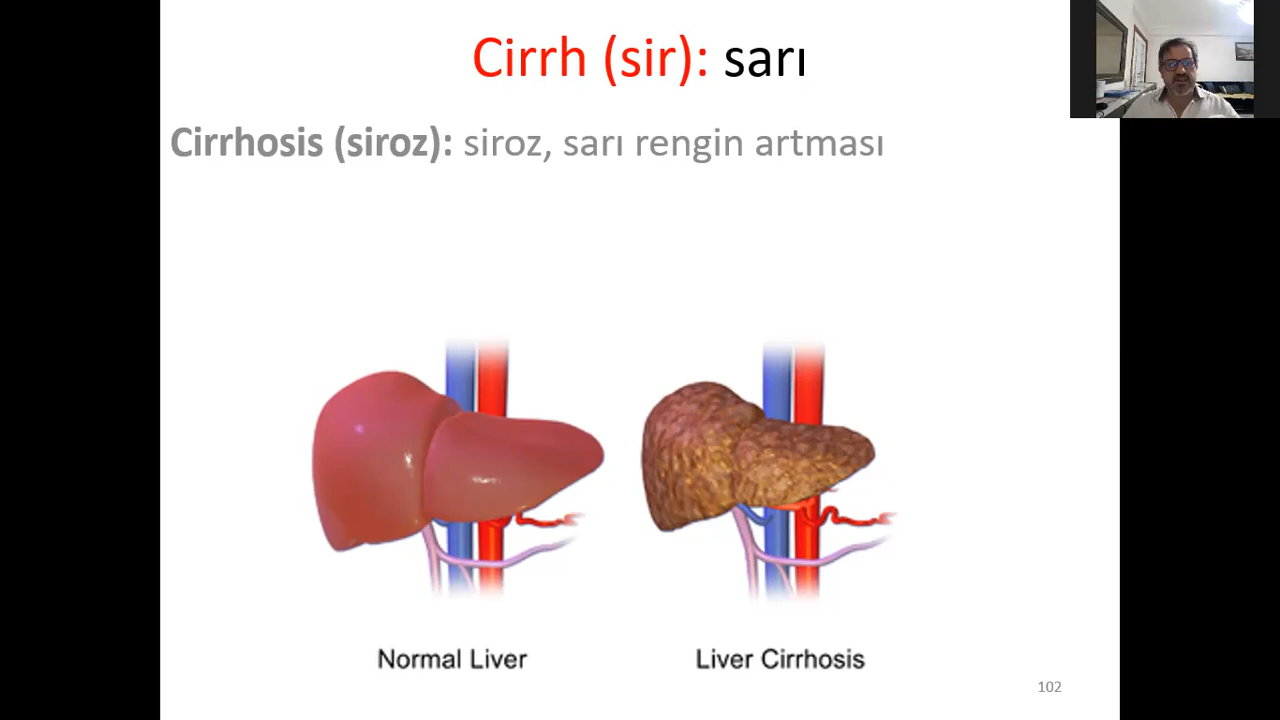 Cirrh (sir): sarı
Cirrhosis (siroz): siroz, sarı rengin artması
Normal Liver
Liver Cirrhosis
102